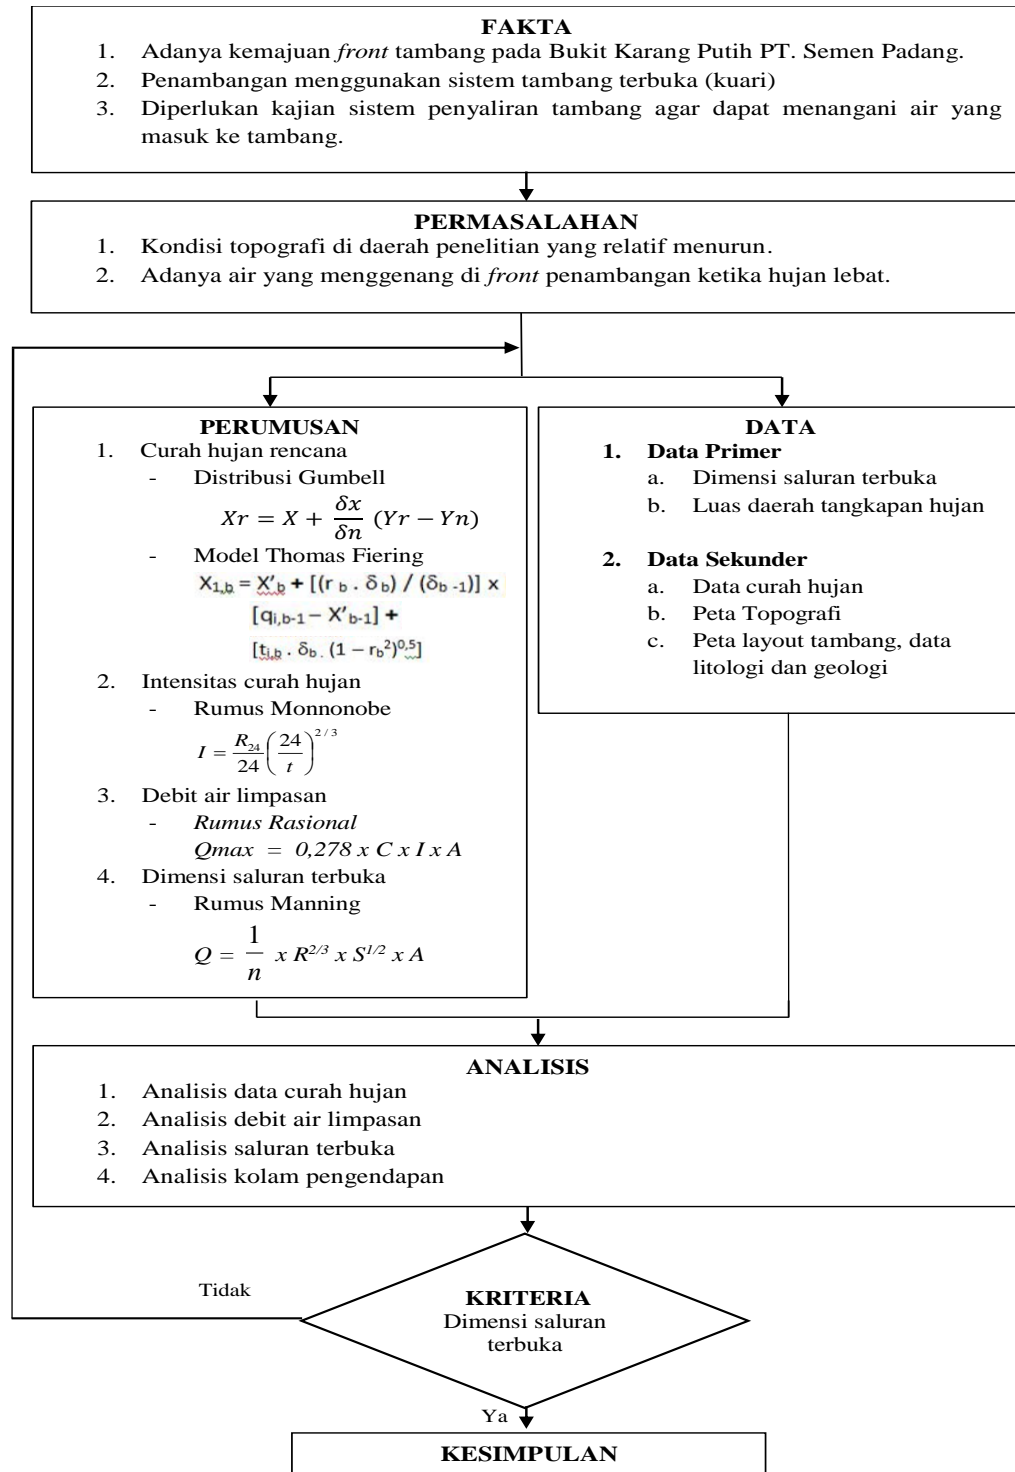 FAKTA
1. Adanya kemajuan front tambang pada Bukit Karang Putih PT. Semen Padang.
2. Penambangan menggunakan sistem tambang terbuka (kuari)
3. Diperlukan kajian sistem penyaliran tambang agar dapat menangani air yang
masuk ke tambang.
PERMASALAHAN
1. Kondisi topografi di daerah penelitian yang relatif menurun.
2. Adanya air yang menggenang di front penambangan ketika hujan lebat.
PERUMUSAN
1. Curah hujan rencana
- Distribusi Gumbell
Xr = X + δx/δn (Yr − Yn)
- Model Thomas Fiering
X1,b = X'b + [(r b . δ b) / (δb -1)] x
[qi,b-1 – X'b-1] +
[ti,b . δb . (1 – rb²)^0,5]
2. Intensitas curah hujan
- Rumus Monnonobe
I = R24/24 (24/t)^2/3
3. Debit air limpasan
- Rumus Rasional
Qmax = 0,278 x C x I x A
4. Dimensi saluran terbuka
- Rumus Manning
Q = 1/n x R^2/3 x S^1/2 x A
DATA
1. Data Primer
a. Dimensi saluran terbuka
b. Luas daerah tangkapan hujan
2. Data Sekunder
a. Data curah hujan
b. Peta Topografi
c. Peta layout tambang, data
litologi dan geologi
ANALISIS
1. Analisis data curah hujan
2. Analisis debit air limpasan
3. Analisis saluran terbuka
4. Analisis kolam pengendapan
Tidak
KRITERIA
Dimensi saluran
terbuka
Ya
KESIMPULAN